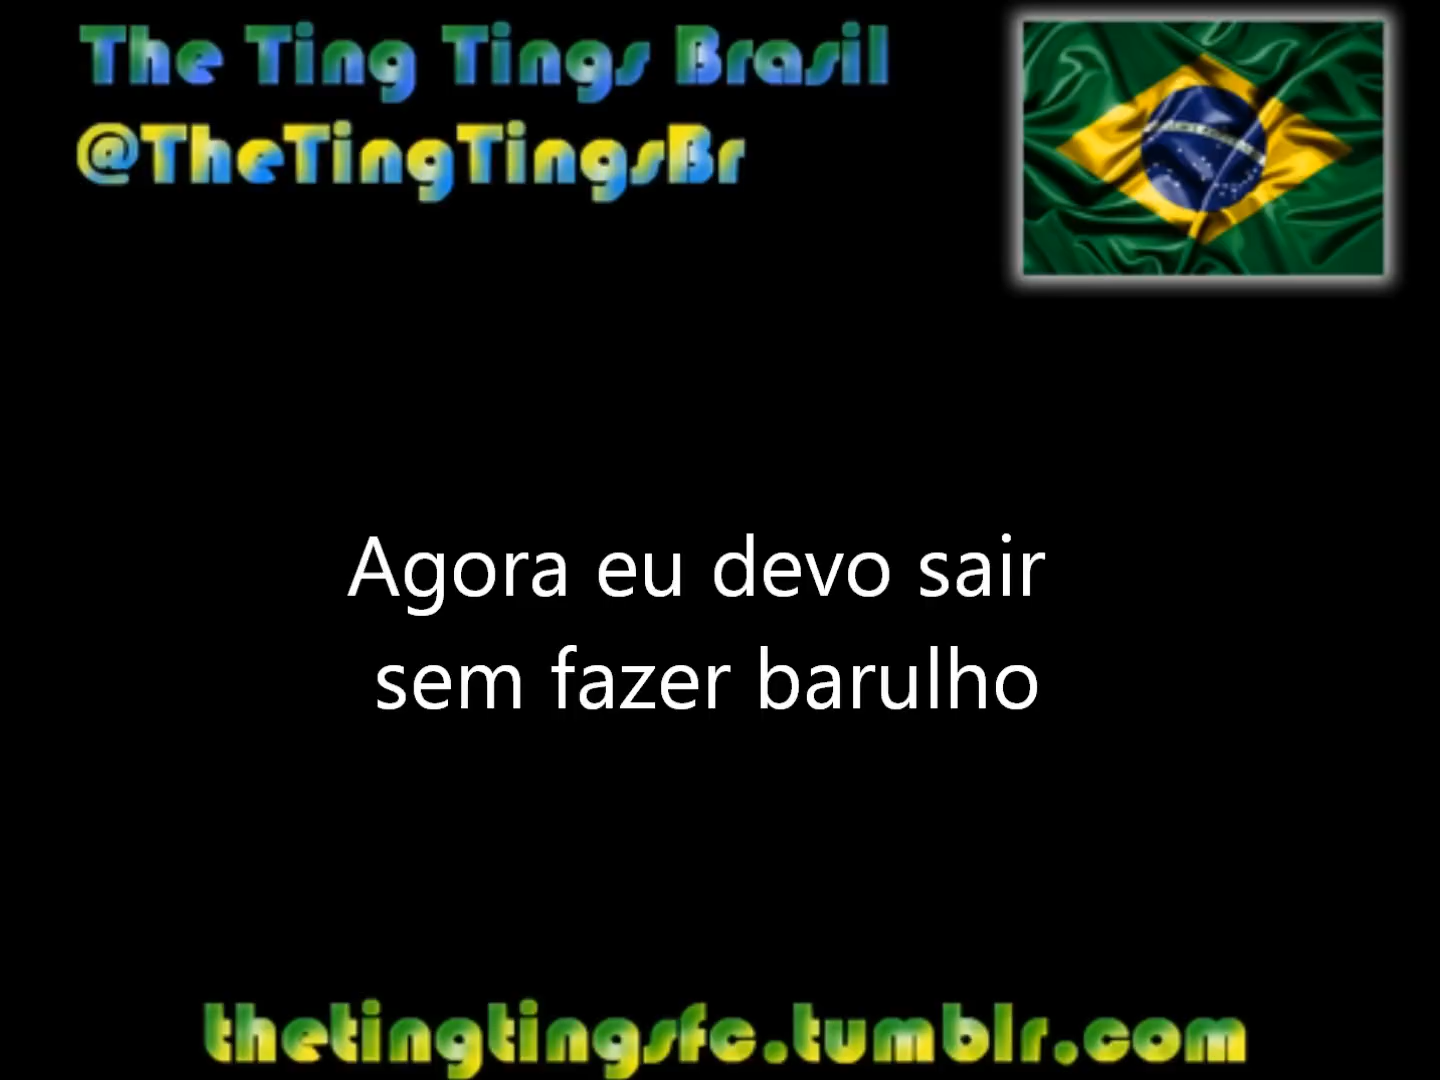 The Ting Tings Brasil
@TheTingTingsBr
Agora eu devo sair
sem fazer barulho
thetingtingsfc.tumblr.com